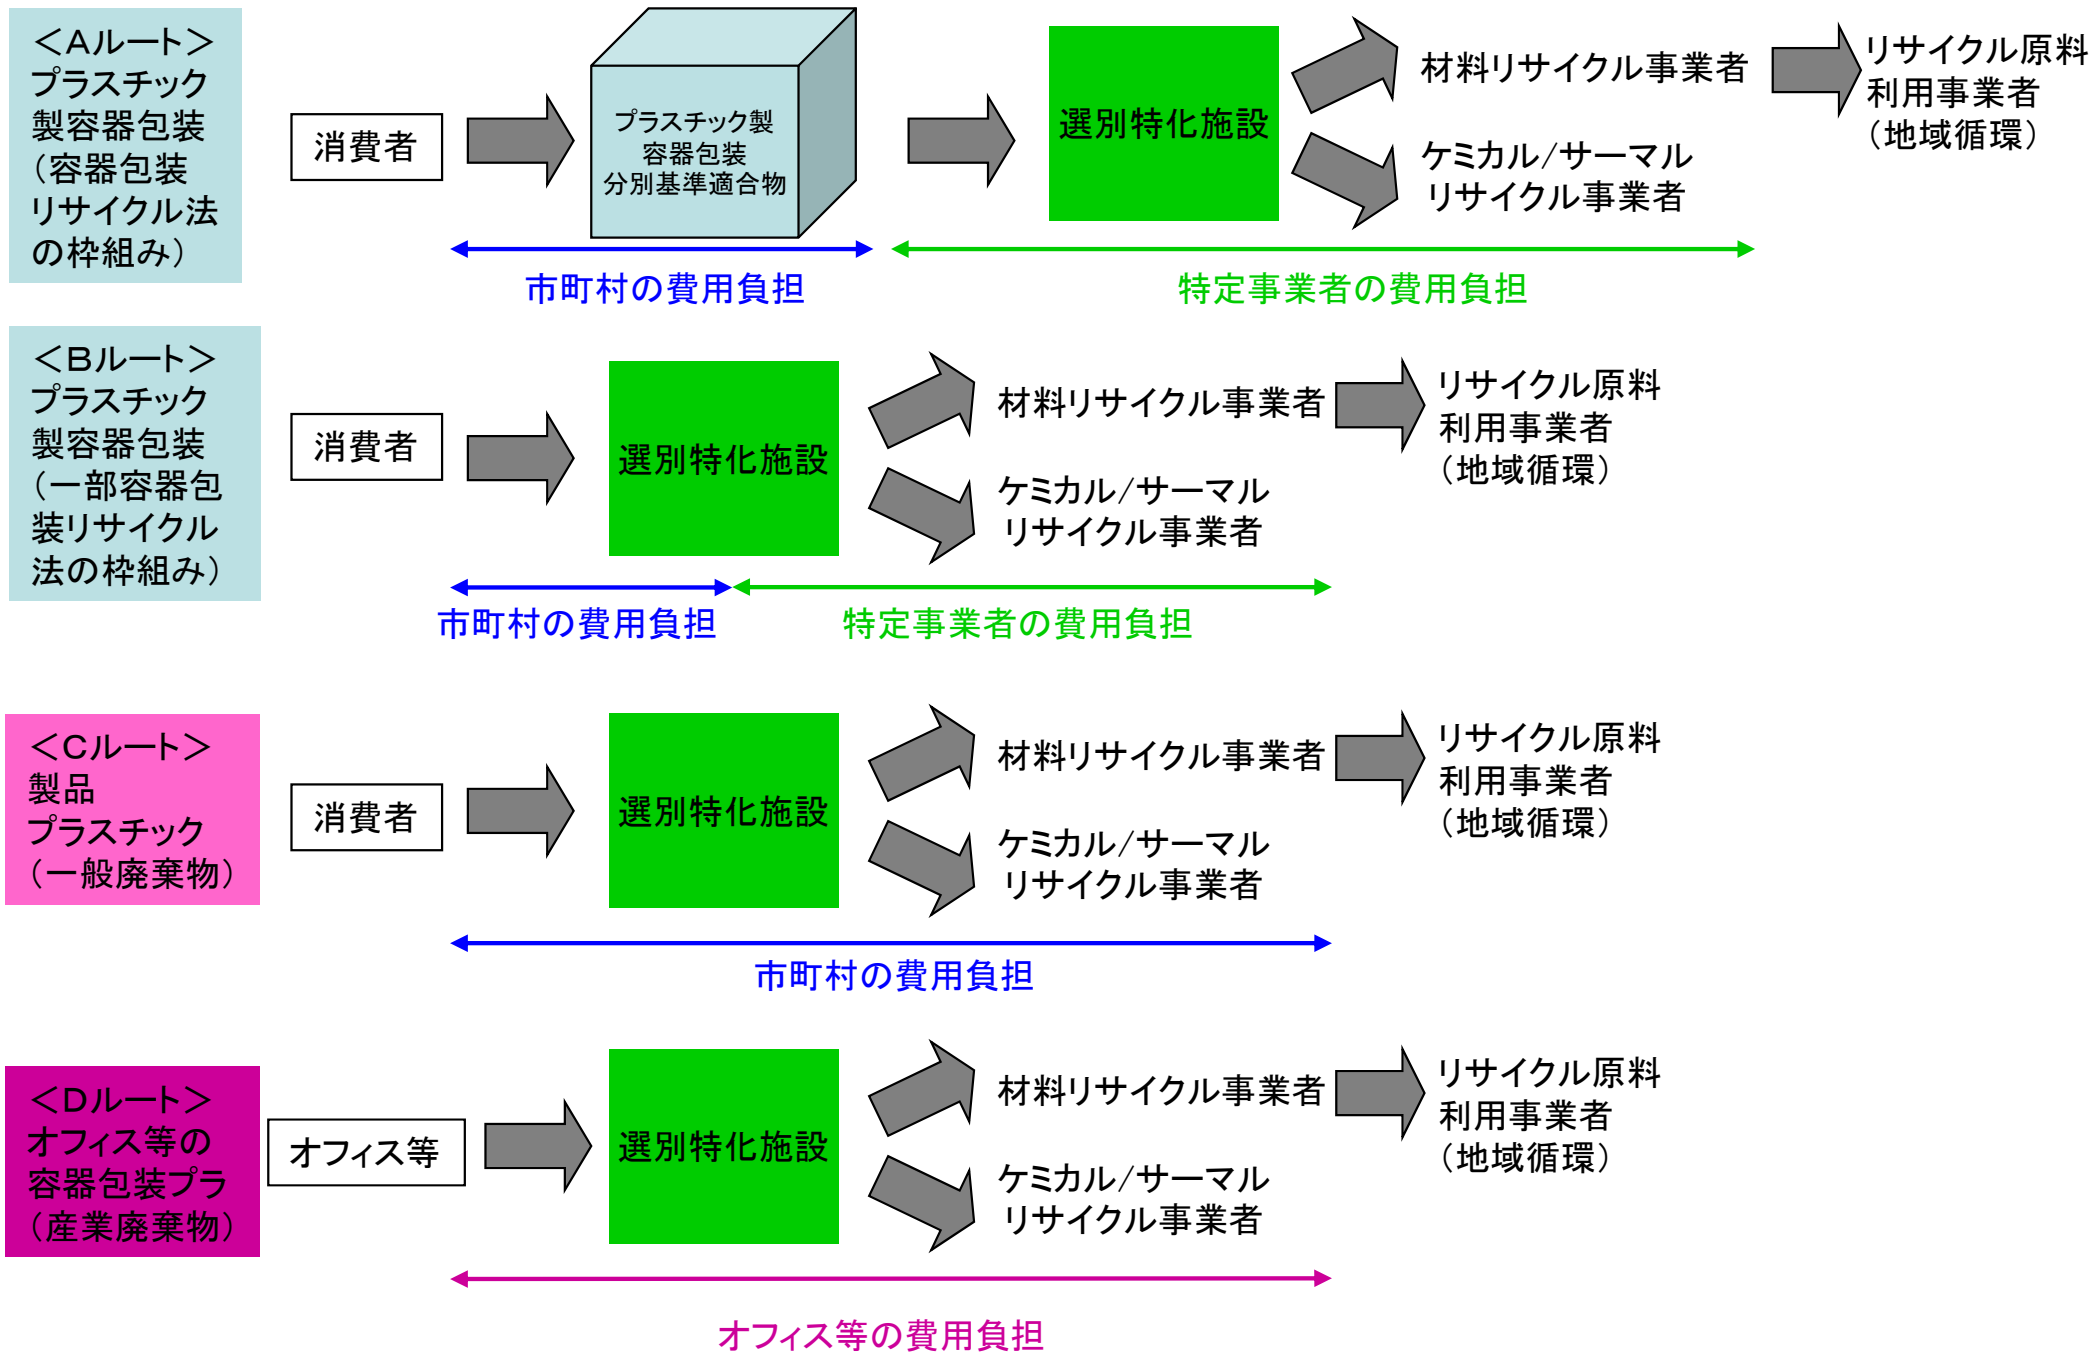 ＜Aルート＞
プラスチック
製容器包装
（容器包装
リサイクル法
の枠組み）
消費者
プラスチック製
容器包装
分別基準適合物
選別特化施設
材料リサイクル事業者
ケミカル/サーマル
リサイクル事業者
リサイクル原料
利用事業者
（地域循環）
市町村の費用負担
特定事業者の費用負担
＜Bルート＞
プラスチック
製容器包装
（一部容器包
装リサイクル
法の枠組み）
消費者
選別特化施設
材料リサイクル事業者
ケミカル/サーマル
リサイクル事業者
リサイクル原料
利用事業者
（地域循環）
市町村の費用負担
特定事業者の費用負担
＜Cルート＞
製品
プラスチック
（一般廃棄物）
消費者
選別特化施設
材料リサイクル事業者
ケミカル/サーマル
リサイクル事業者
リサイクル原料
利用事業者
（地域循環）
市町村の費用負担
＜Dルート＞
オフィス等の
容器包装プラ
（産業廃棄物）
オフィス等
選別特化施設
材料リサイクル事業者
ケミカル/サーマル
リサイクル事業者
リサイクル原料
利用事業者
（地域循環）
オフィス等の費用負担